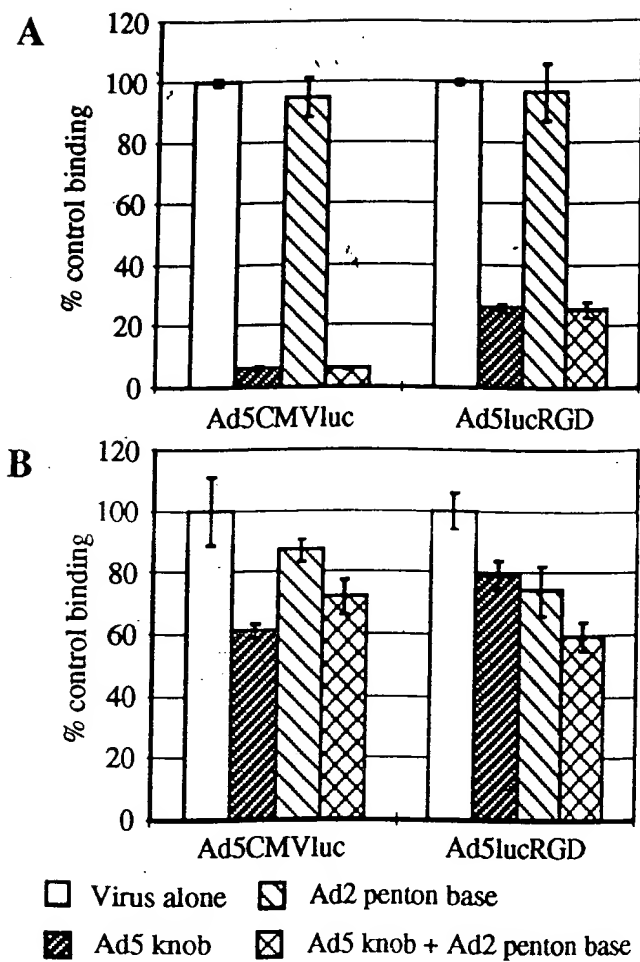 A
120
100
80
60
40
20
0
% control binding
Ad5CMVluc Ad5lucRGD
B
120
100
80
60
40
20
0
% control binding
Ad5CMVluc Ad5lucRGD
Virus alone Ad2 penton base
Ad5 knob Ad5 knob + Ad2 penton base